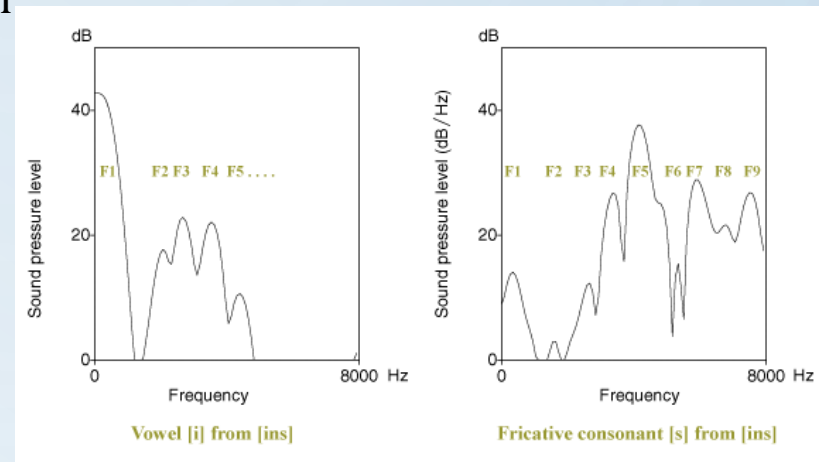 dB
40
20
0
Sound pressure level
F1 F2 F3 F4 F5 . . . .
0 8000 Hz
Frequency
Vowel [i] from [ins]
dB
40
20
0
Sound pressure level (dB/Hz)
F1 F2 F3 F4 F5 F6 F7 F8 F9
0 8000 Hz
Frequency
Fricative consonant [s] from [ins]